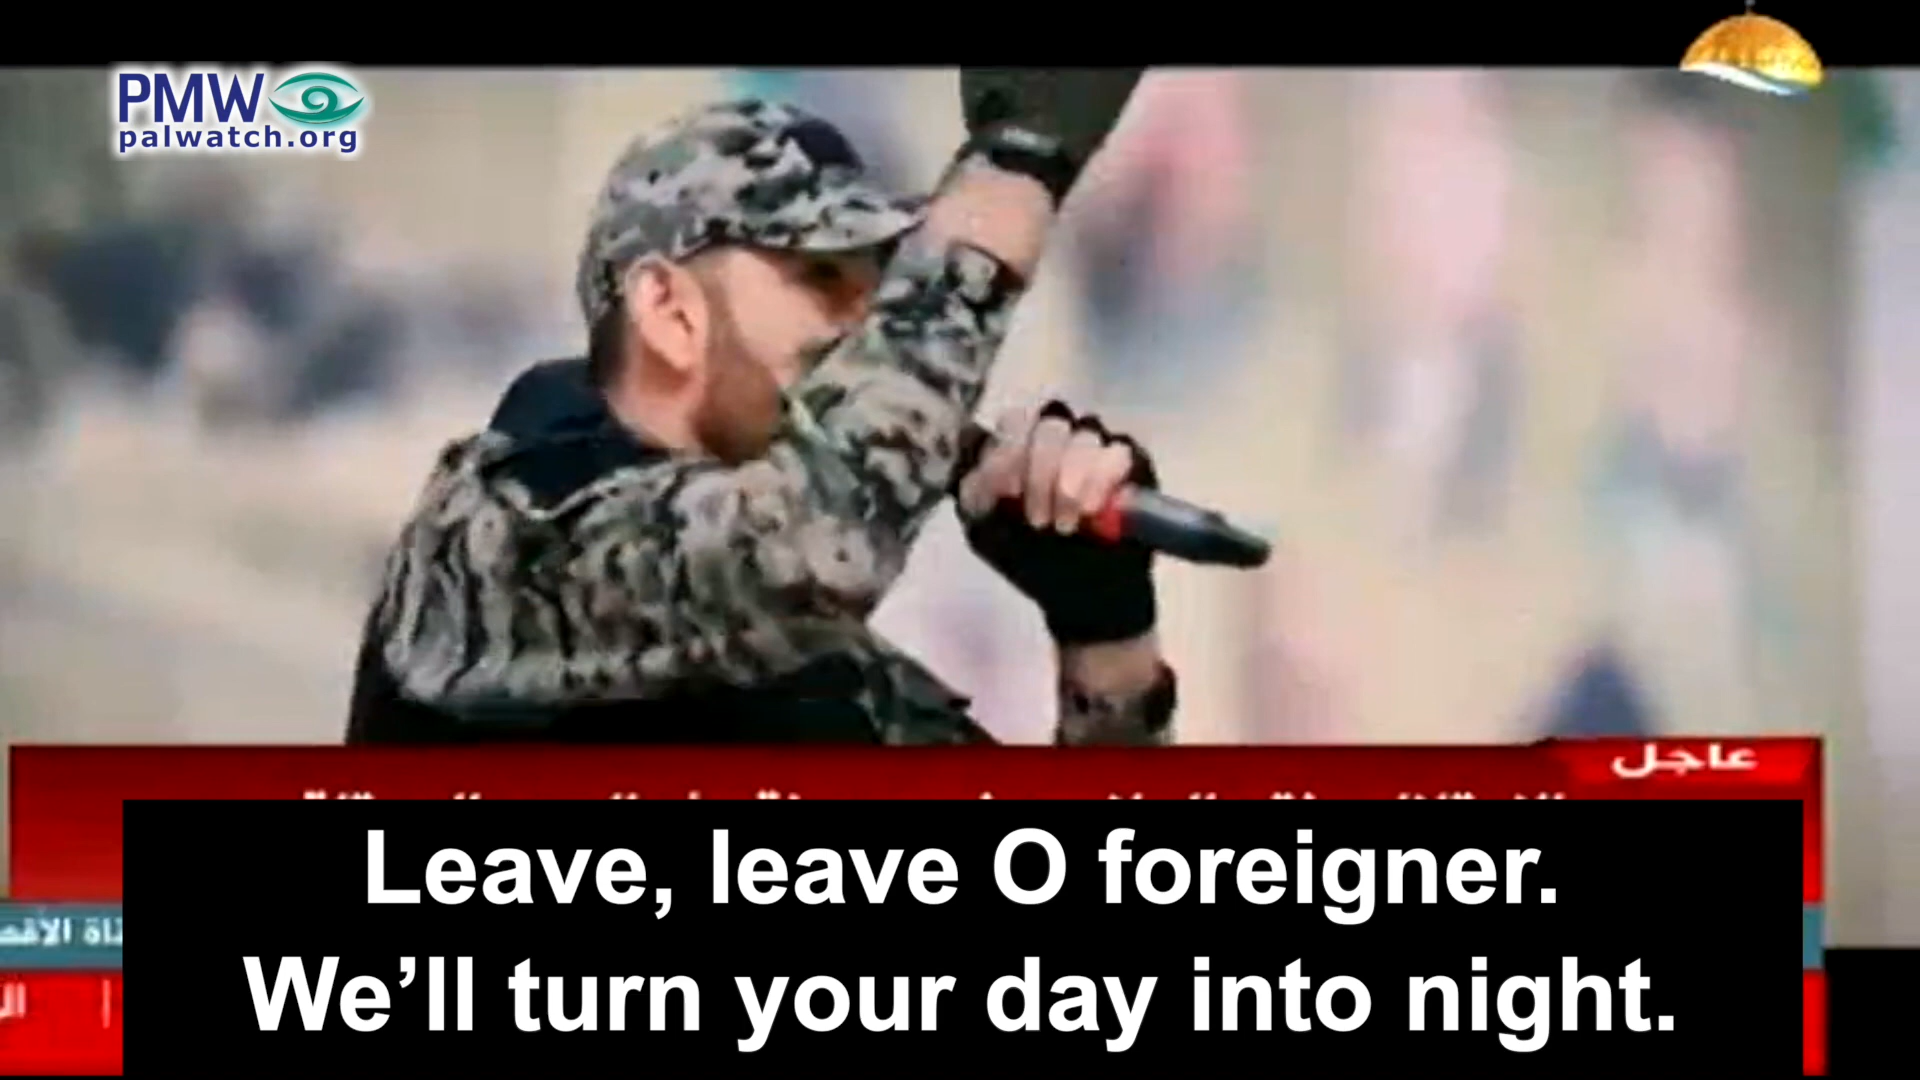 PMW
palwatch.org
عاجل
Leave, leave O foreigner.
We’ll turn your day into night.